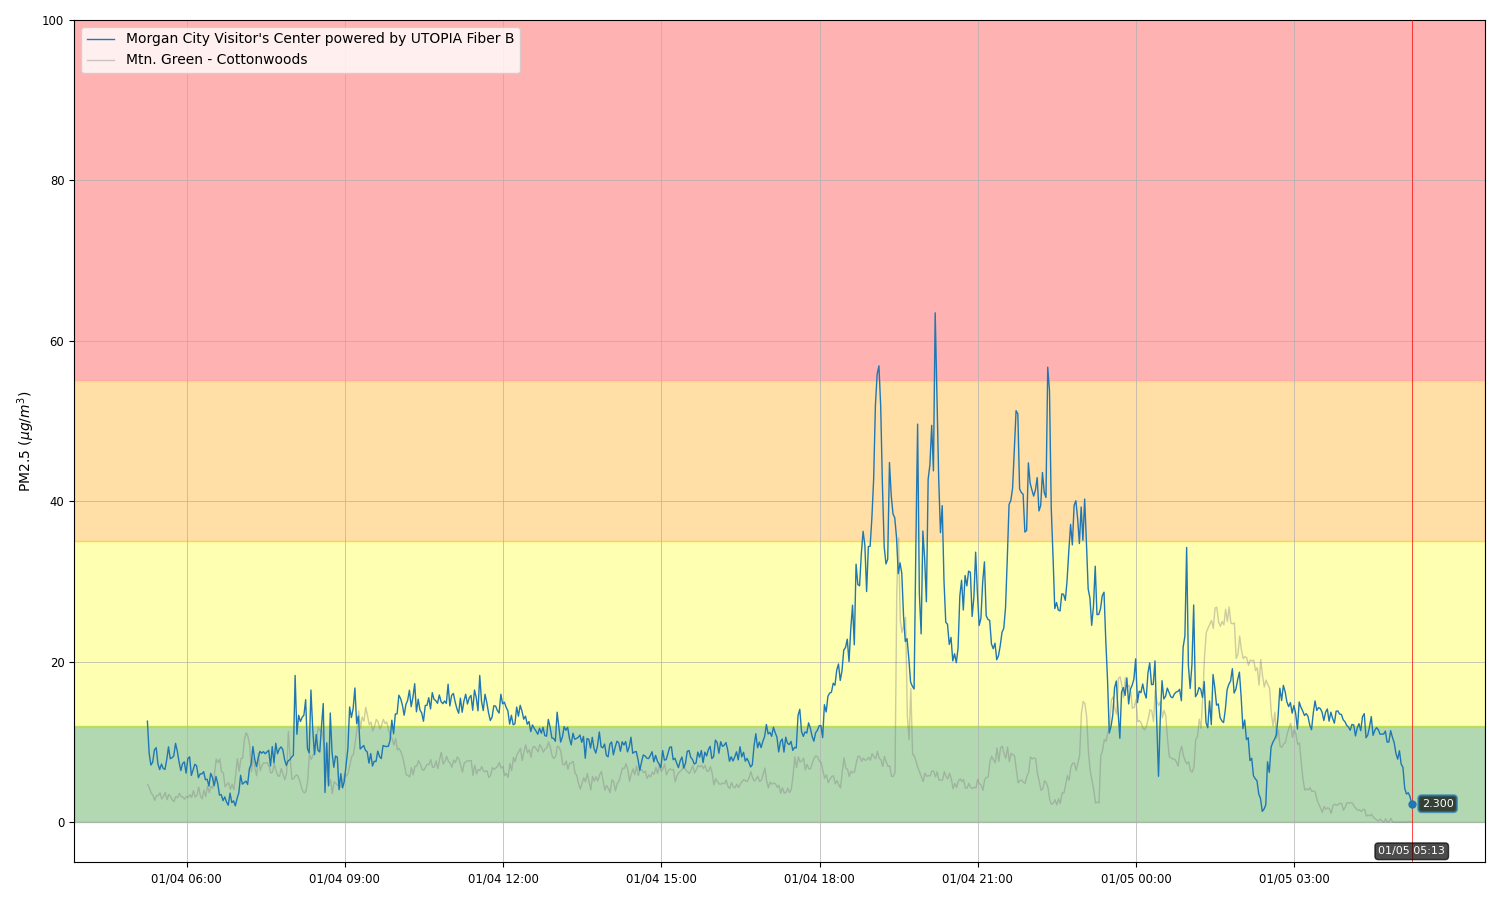 100
Morgan City Visitor's Center powered by UTOPIA Fiber B
Mtn. Green - Cottonwoods
80
60
40
20
0
PM2.5 (μg/m³)
2.300
01/05 05:13
01/04 06:00 01/04 09:00 01/04 12:00 01/04 15:00 01/04 18:00 01/04 21:00 01/05 00:00 01/05 03:00